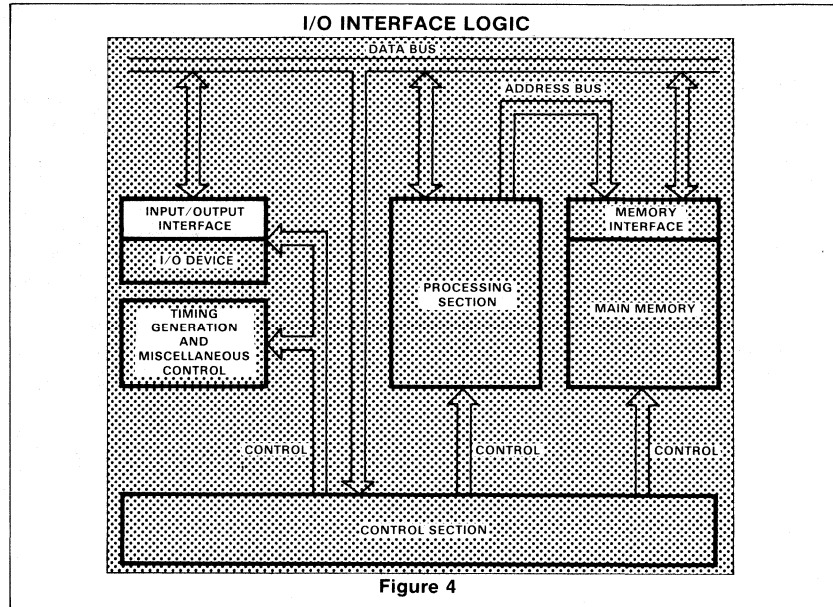 I/O INTERFACE LOGIC
DATA BUS
ADDRESS BUS
INPUT/OUTPUT
INTERFACE
I/O DEVICE
TIMING
GENERATION
AND
MISCELLANEOUS
CONTROL
PROCESSING
SECTION
MEMORY
INTERFACE
MAIN MEMORY
CONTROL
CONTROL
CONTROL
CONTROL SECTION
Figure 4